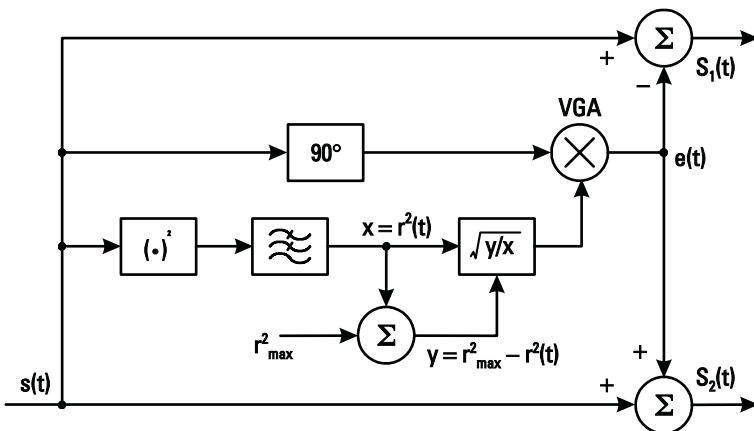 Σ
+
S₁(t)
−
VGA
90°
×
e(t)
x = r²(t)
(•)²
√y/x
r²max
Σ
y = r²max − r²(t)
+
s(t)
+
Σ
S₂(t)